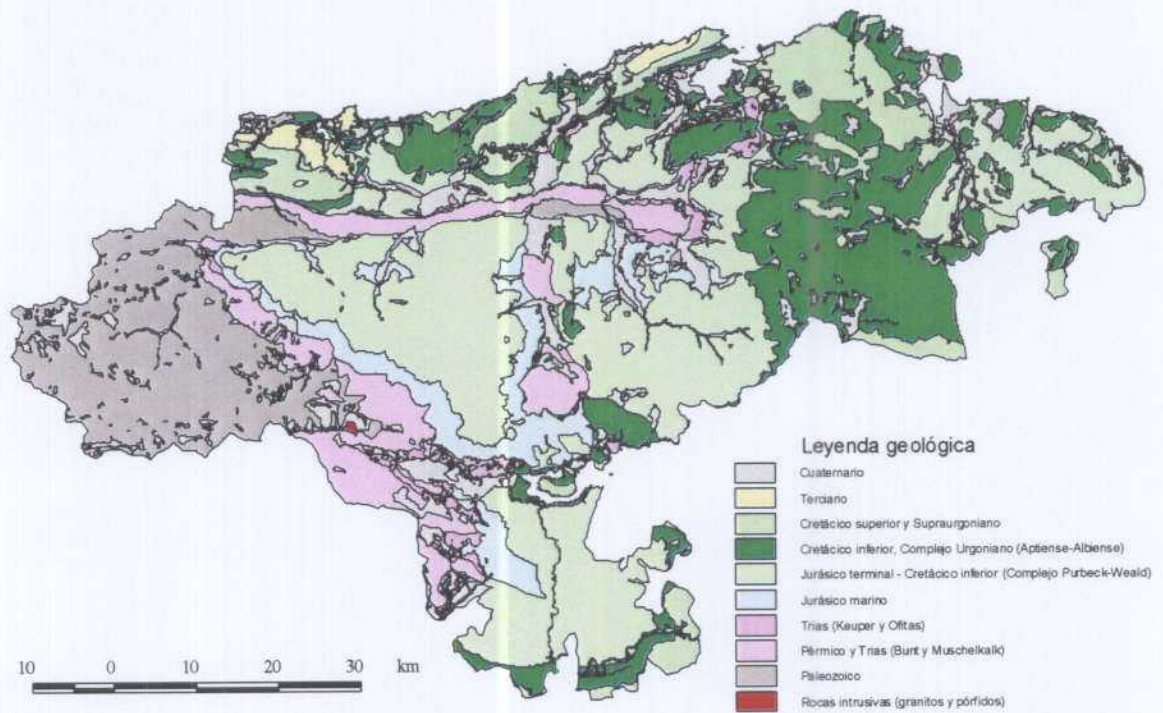 Leyenda geológica
Cuaternario
Terciario
Cretácico superior y Supraurgoniano
Cretácico inferior, Complejo Urgoniano (Aptiense-Albiense)
Jurásico terminal - Cretácico inferior (Complejo Purbeck-Weald)
Jurásico marino
Trias (Keuper y Ofitas)
Pérmico y Trias (Bunt y Muschelkalk)
Paleozoico
Rocas intrusivas (granitos y pórfidos)
10 0 10 20 30 km